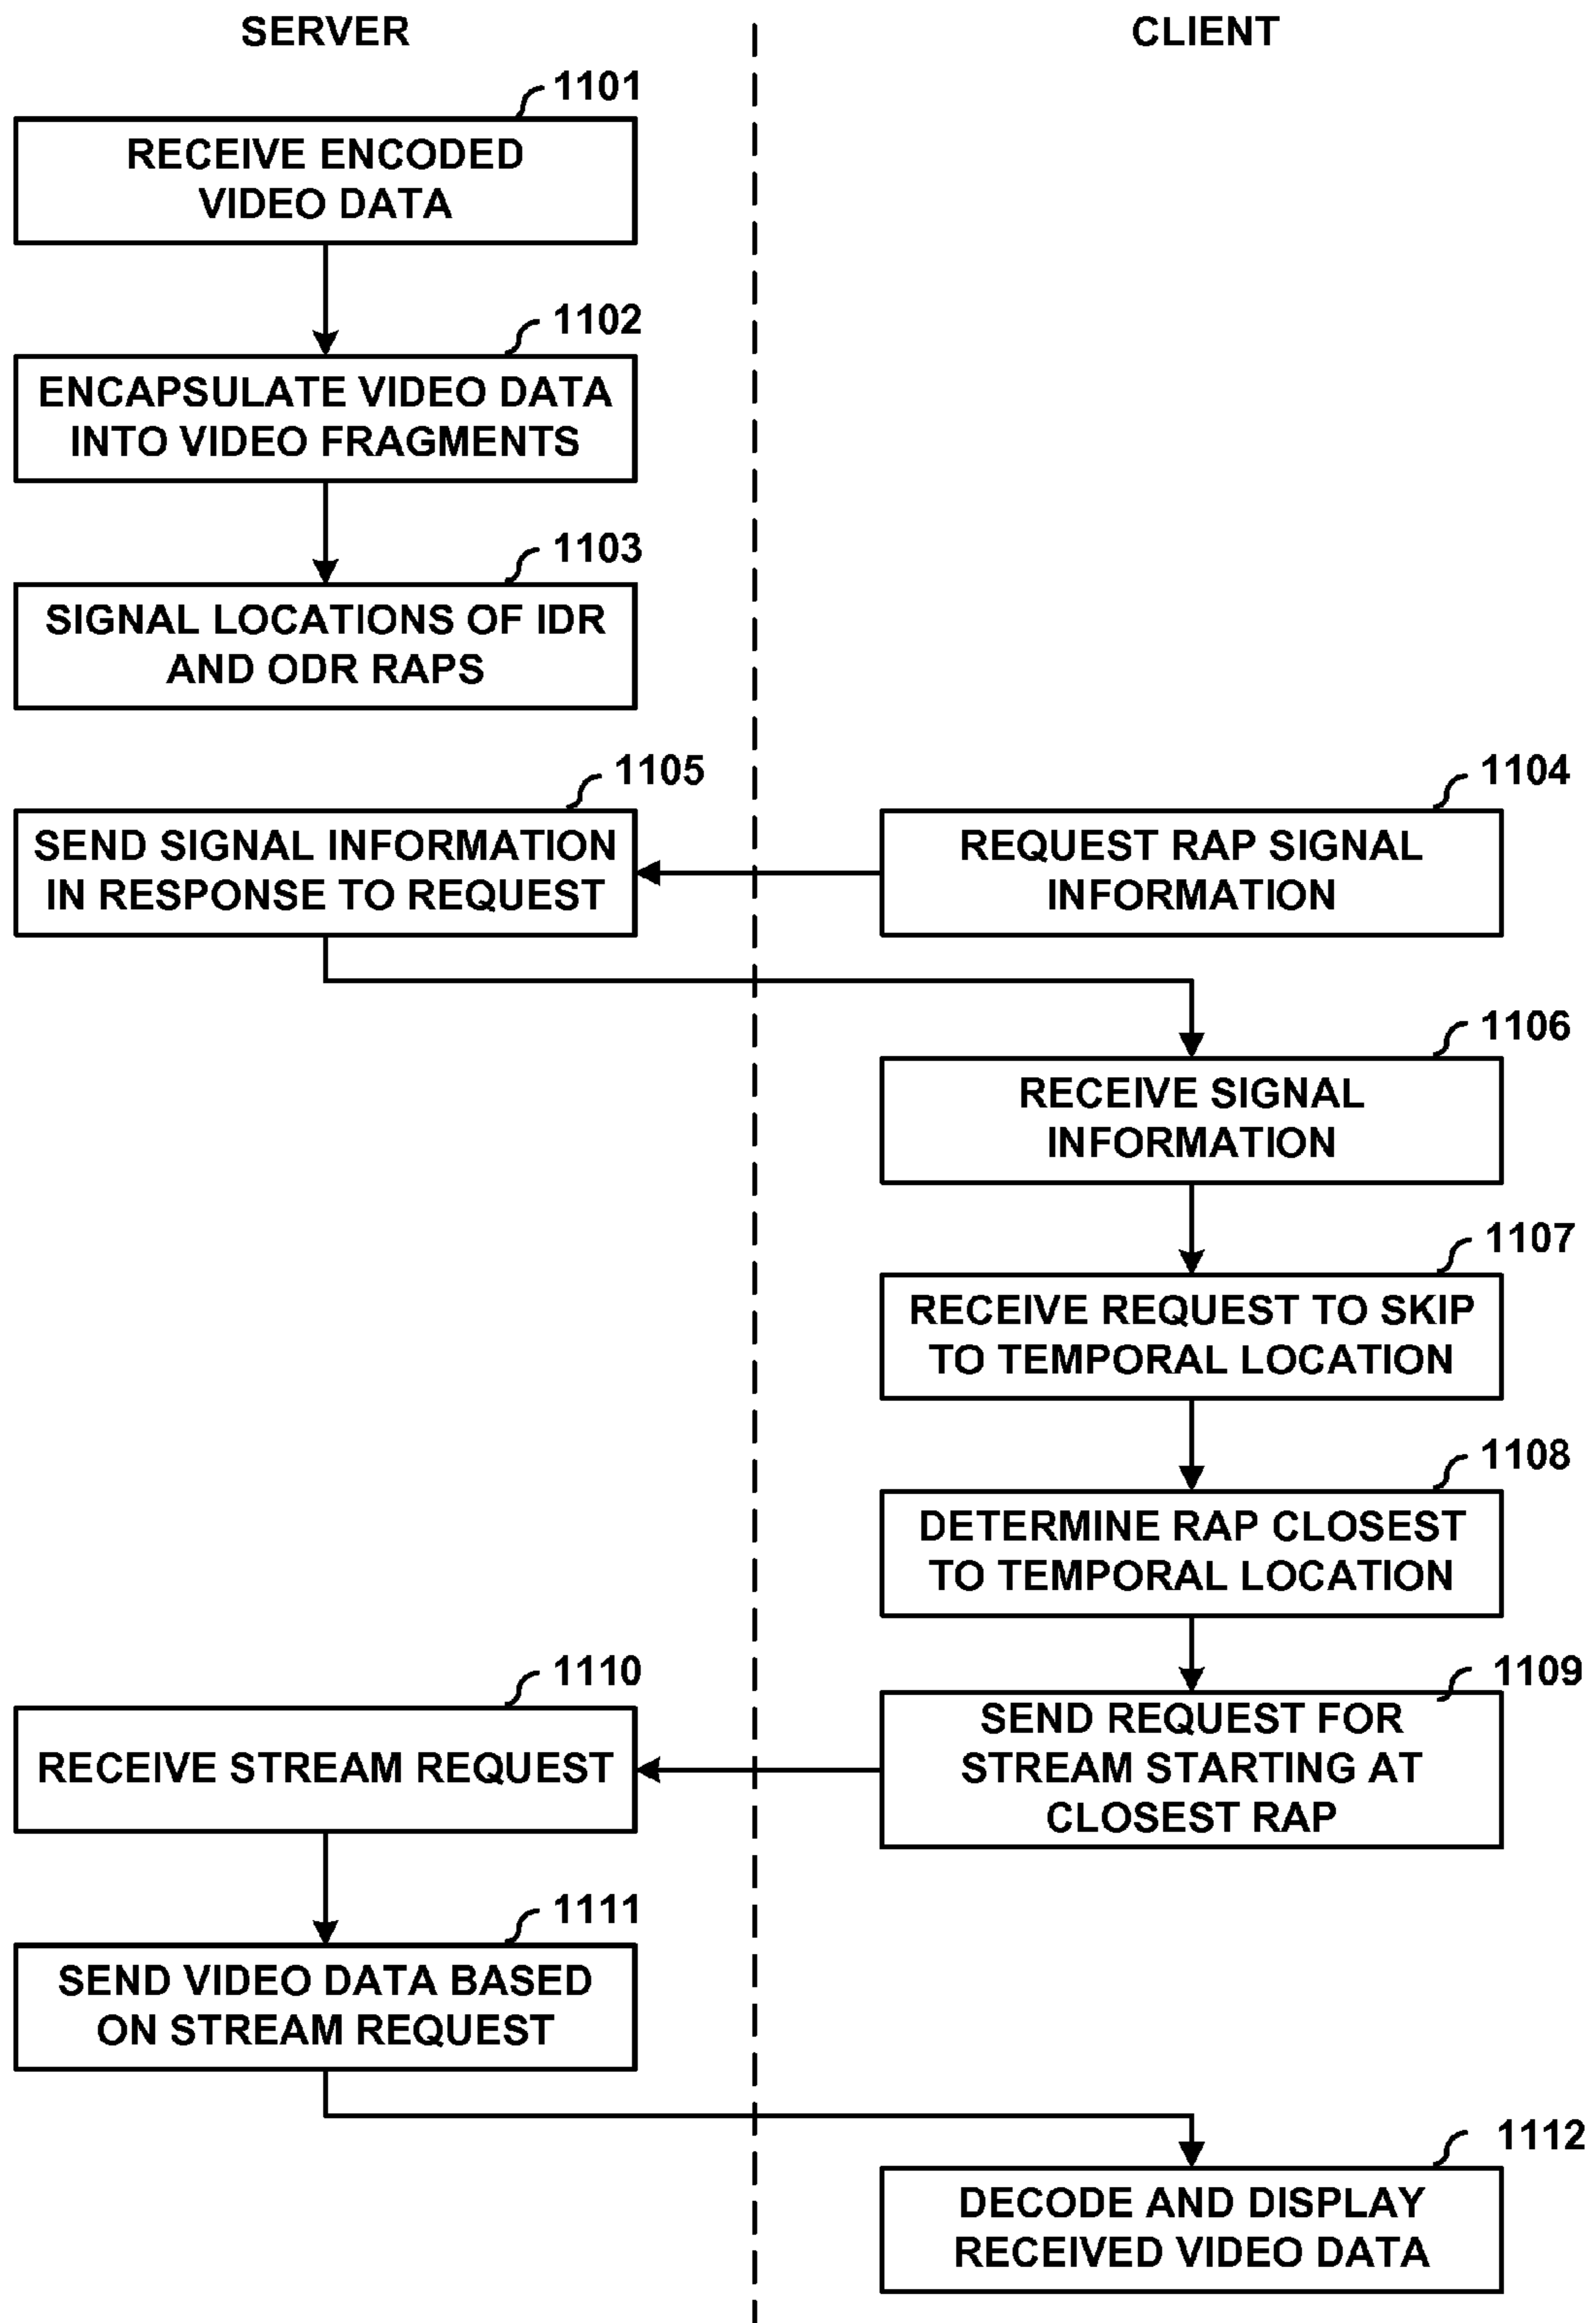 SERVER
CLIENT
1101
RECEIVE ENCODED
VIDEO DATA
1102
ENCAPSULATE VIDEO DATA
INTO VIDEO FRAGMENTS
1103
SIGNAL LOCATIONS OF IDR
AND ODR RAPS
1105
SEND SIGNAL INFORMATION
IN RESPONSE TO REQUEST
1104
REQUEST RAP SIGNAL
INFORMATION
1106
RECEIVE SIGNAL
INFORMATION
1107
RECEIVE REQUEST TO SKIP
TO TEMPORAL LOCATION
1108
DETERMINE RAP CLOSEST
TO TEMPORAL LOCATION
1109
SEND REQUEST FOR
STREAM STARTING AT
CLOSEST RAP
1110
RECEIVE STREAM REQUEST
1111
SEND VIDEO DATA BASED
ON STREAM REQUEST
1112
DECODE AND DISPLAY
RECEIVED VIDEO DATA